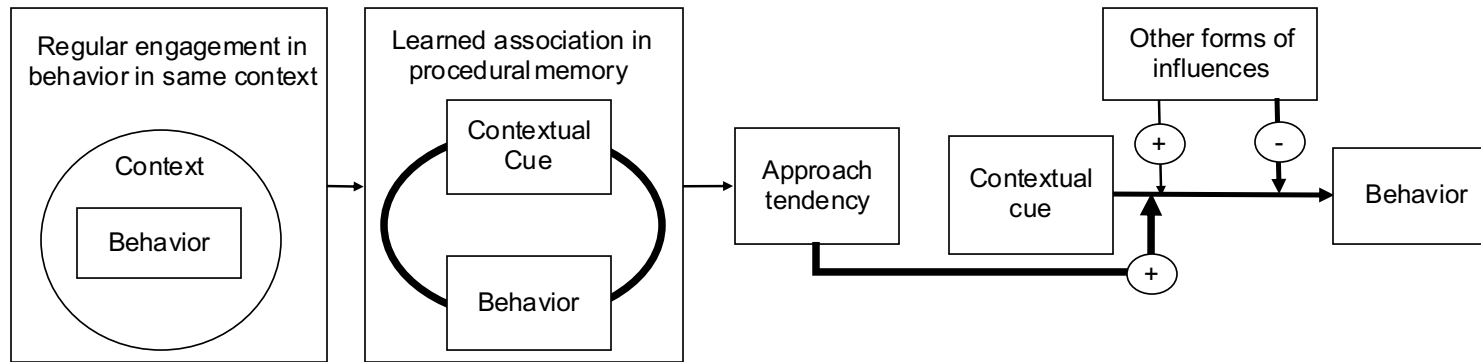 Regular engagement in
behavior in same context
Context
Behavior
Learned association in
procedural memory
Contextual
Cue
Behavior
Approach
tendency
Other forms of
influences
+
-
Contextual
cue
+
Behavior